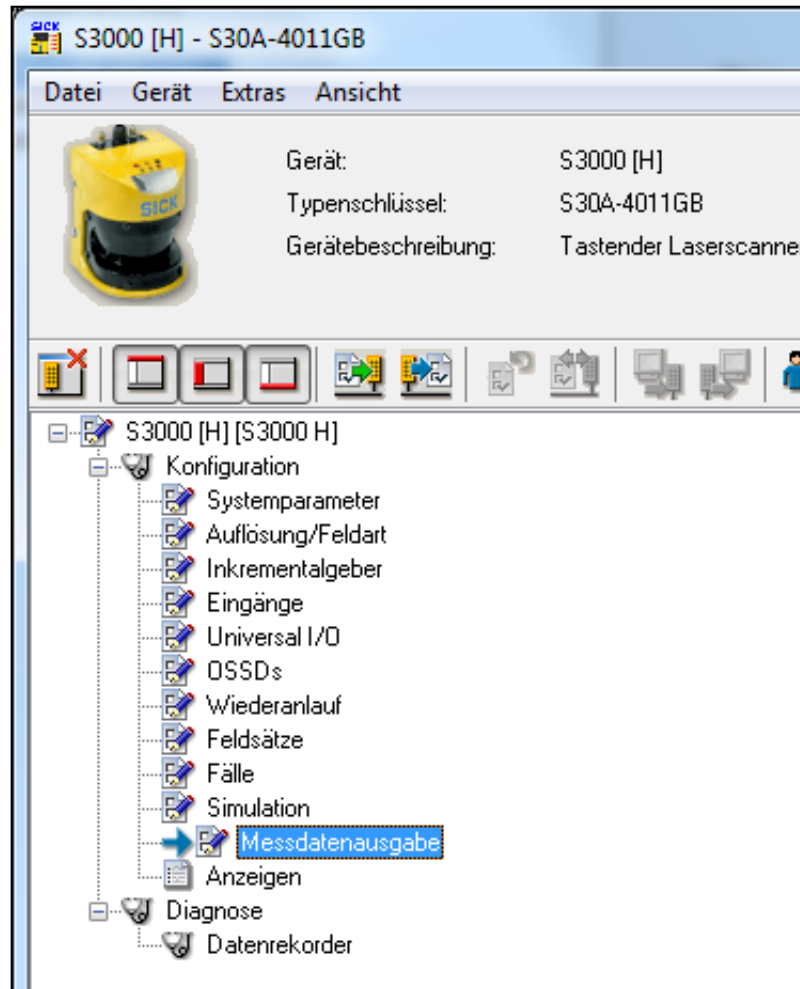 SICK
S3000 [H] - S30A-4011GB
Datei Gerät Extras Ansicht
SICK
Gerät: S3000 [H]
Typenschlüssel: S30A-4011GB
Gerätebeschreibung: Tastender Laserscanne
S3000 [H] [S3000 H]
Konfiguration
Systemparameter
Auflösung/Feldart
Inkrementalgeber
Eingänge
Universal I/O
OSSDs
Wiederanlauf
Feldsätze
Fälle
Simulation
Messdatenausgabe
Anzeigen
Diagnose
Datenrekorder